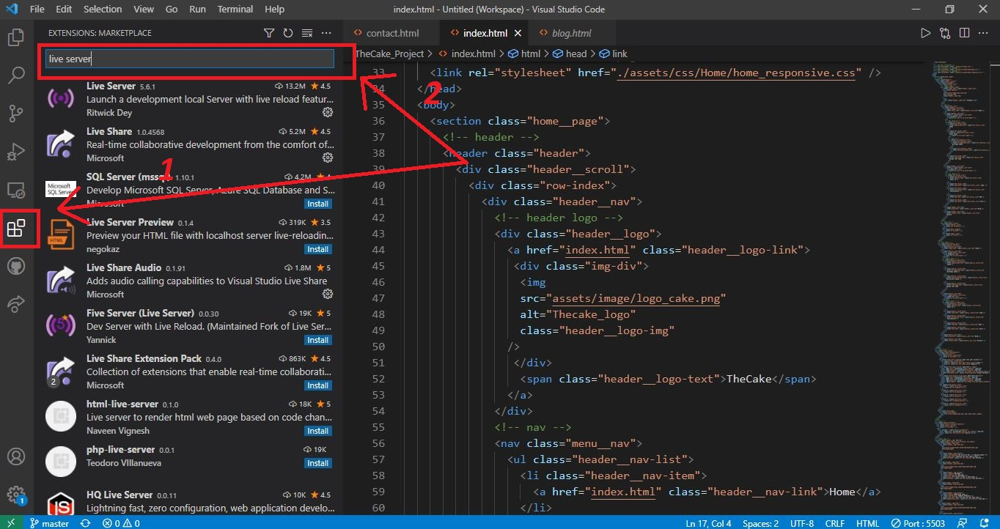 File Edit Selection View Go Run Terminal Help
index.html - Untitled (Workspace) - Visual Studio Code
EXTENSIONS: MARKETPLACE
live server
Live Server 5.6.1 13.2M ★ 4.5
Launch a development local Server with live reload featur...
Ritwick Dey
Live Share 1.0.4568 5.2M ★ 4.5
Real-time collaborative development from the comfort of...
Microsoft
1
SQL Server (mssql) 1.10.1 4.2M ★ 4
Microsoft SQL Server
Develop Microsoft SQL Server, Azure SQL Database and S...
Microsoft
Install
Live Server Preview 0.1.4 319K ★ 3.5
HTML
Preview your HTML file with localhost server live-reloadin...
negokaz
Install
Live Share Audio 0.1.91 1.8M ★ 5
Adds audio calling capabilities to Visual Studio Live Share
Microsoft
Five Server (Live Server) 0.0.30 19K ★ 5
(5)
Dev Server with Live Reload. (Maintained Fork of Live Ser...
Yannick
Install
Live Share Extension Pack 0.4.0 863K ★ 4.5
Collection of extensions that enable real-time collaborati...
2
Microsoft
Install
html-live-server 0.1.0 18K ★ 5
Live server to render html web page based on code chan...
Naveen Vignesh
Install
php-live-server 0.0.1 19K
Teodoro VIllanueva
Install
HQ Live Server 0.0.11 10K ★ 4.5
Lightning fast, zero configuration, web application develo...
1
contact.html
index.html
blog.html
TheCake_Project > index.html > html > head > link
2
33 <link rel="stylesheet" href="./assets/css/Home/home_responsive.css" />
34 </head>
35 <body>
36 <section class="home__page">
37 <!-- header -->
38 <header class="header">
39 <div class="header__scroll">
40 <div class="row-index">
41 <div class="header__nav">
42 <!-- header logo -->
43 <div class="header__logo">
44 <a href="index.html" class="header__logo-link">
45 <div class="img-div">
46 <img
47 src="assets/image/logo_cake.png"
48 alt="Thecake_logo"
49 class="header__logo-img"
50 />
51 </div>
52 <span class="header__logo-text">TheCake</span>
53 </a>
54 </div>
55 <!-- nav -->
56 <nav class="menu__nav">
57 <ul class="header__nav-list">
58 <li class="header__nav-item">
59 <a href="index.html" class="header__nav-link">Home</a>
60 </li>
master 0 0 Ln 17, Col 4 Spaces: 2 UTF-8 CRLF HTML Port : 5503